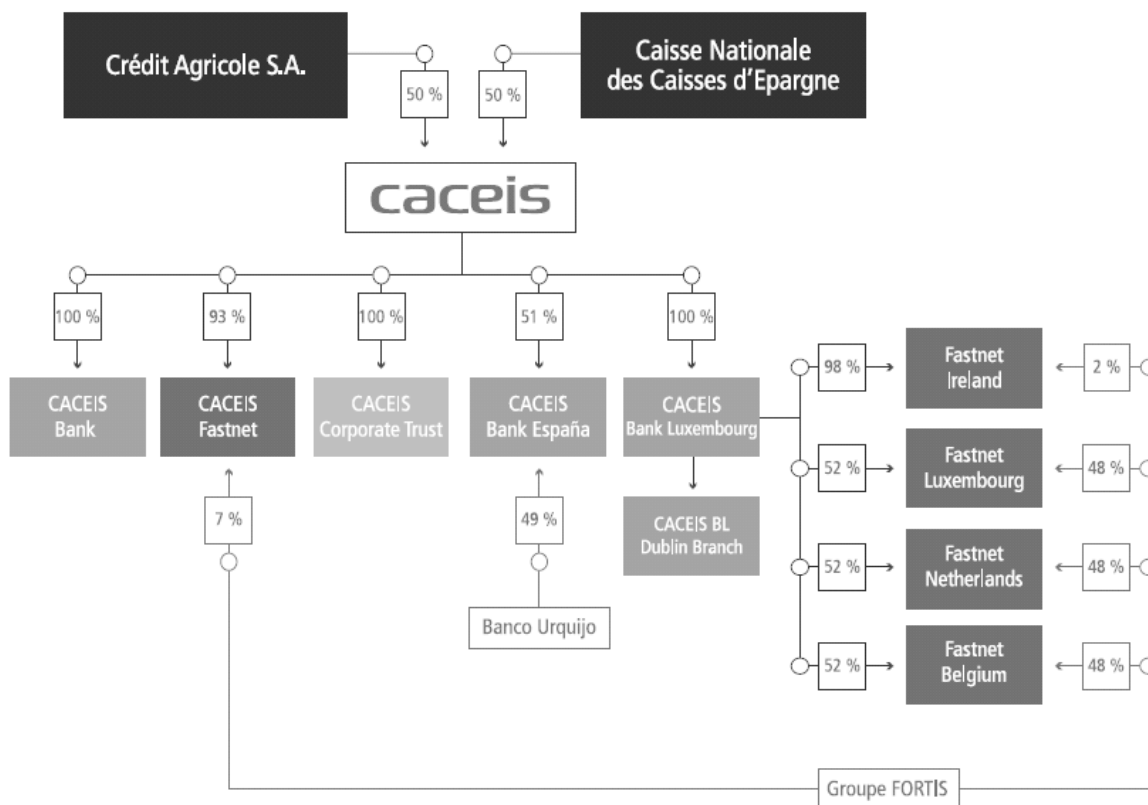 Crédit Agricole S.A.
Caisse Nationale
des Caisses d'Epargne
50 %
50 %
caceis
100 %
93 %
100 %
51 %
100 %
CACEIS
Bank
CACEIS
Fastnet
CACEIS
Corporate Trust
CACEIS
Bank España
CACEIS
Bank Luxembourg
98 %
Fastnet
Ireland
2 %
52 %
Fastnet
Luxembourg
48 %
7 %
49 %
CACEIS BL
Dublin Branch
52 %
Fastnet
Netherlands
48 %
Banco Urquijo
52 %
Fastnet
Belgium
48 %
Groupe FORTIS